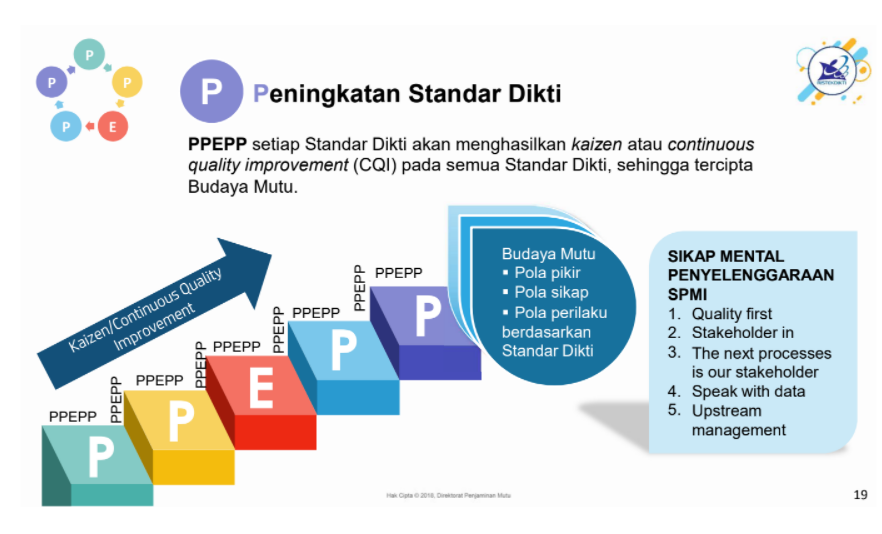 P
P
P
P
E
P
Peningkatan Standar Dikti
RISTEKDIKTI
PPEPP setiap Standar Dikti akan menghasilkan kaizen atau continuous
quality improvement (CQI) pada semua Standar Dikti, sehingga tercipta
Budaya Mutu.
Kaizen/Continuous Quality
Improvement
PPEPP
PPEPP
PPEPP
PPEPP
PPEPP
PPEPP
PPEPP
PPEPP
PPEPP
P
P
E
P
P
Budaya Mutu
▪ Pola pikir
▪ Pola sikap
▪ Pola perilaku
berdasarkan
Standar Dikti
SIKAP MENTAL
PENYELENGGARAAN
SPMI
1. Quality first
2. Stakeholder in
3. The next processes
is our stakeholder
4. Speak with data
5. Upstream
management
Hak Cipta © 2018, Direktorat Penjaminan Mutu
19